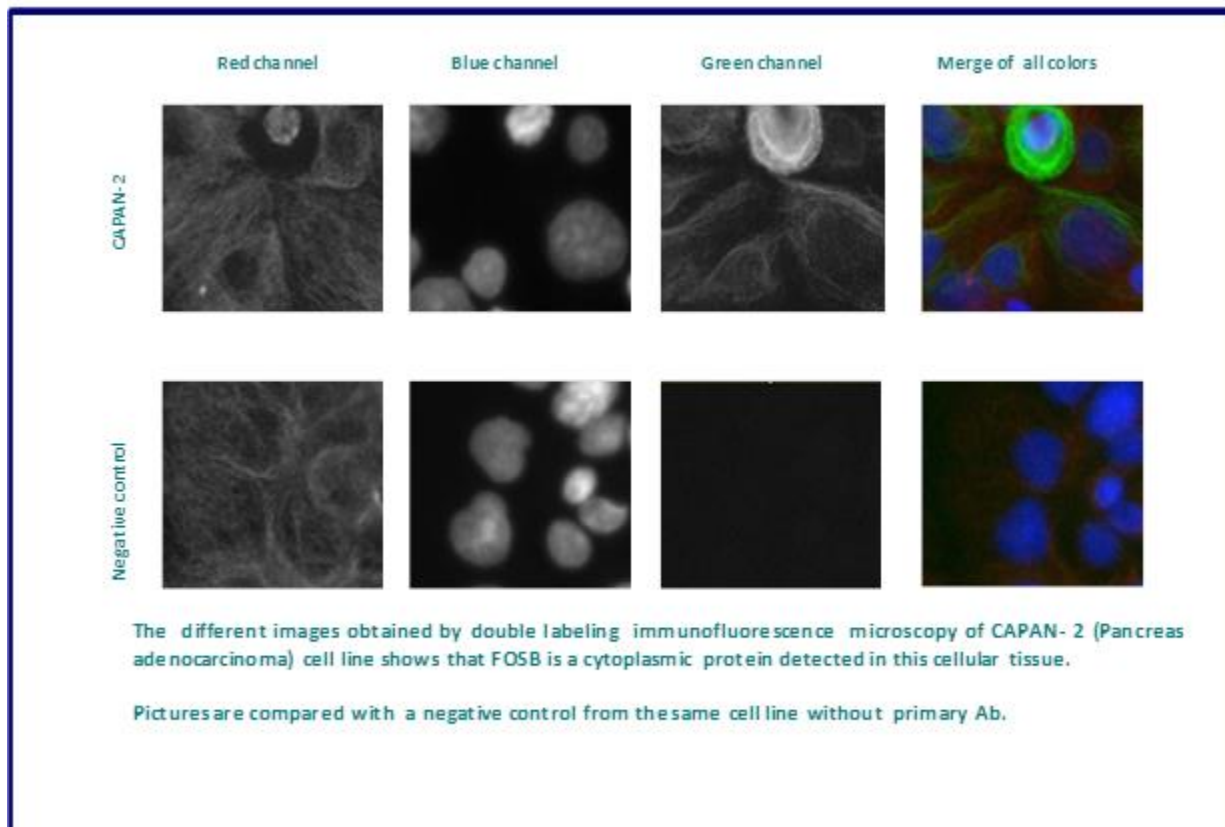 Red channel Blue channel Green channel Merge of all colors
CAPAN-2
Negative control
The different images obtained by double labeling immunofluorescence microscopy of CAPAN- 2 (Pancreas
adenocarcinoma) cell line shows that FOSB is a cytoplasmic protein detected in this cellular tissue.
Pictures are compared with a negative control from the same cell line without primary Ab.